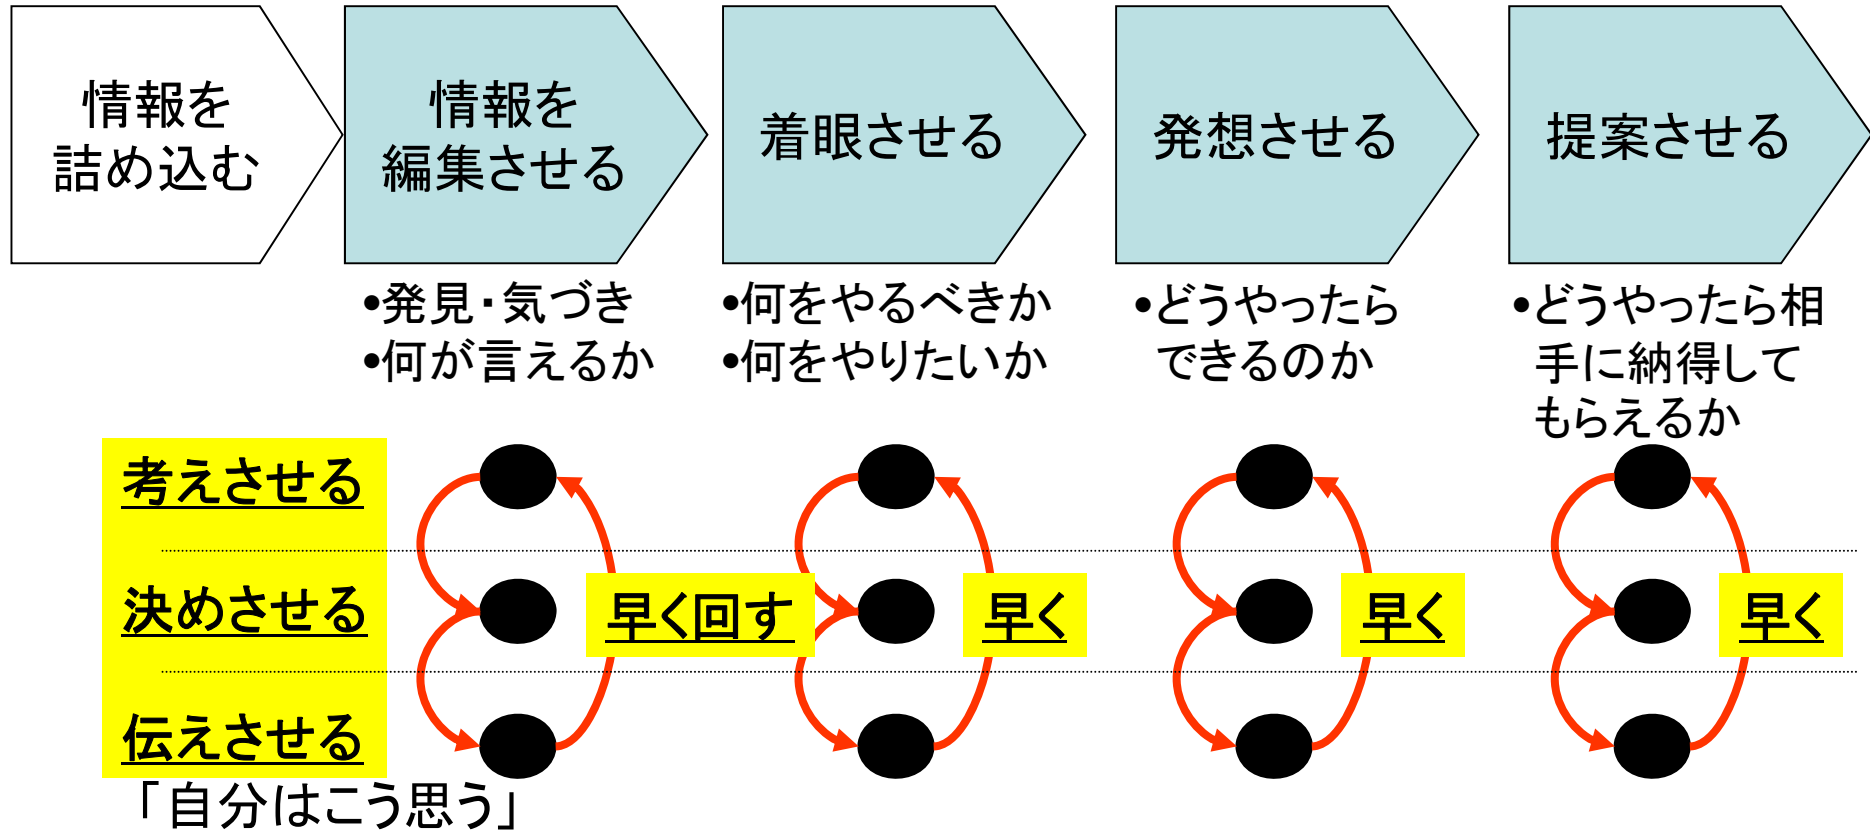 情報を
詰め込む
情報を
編集させる
着眼させる
発想させる
提案させる
•発見・気づき
•何が言えるか
•何をやるべきか
•何をやりたいか
•どうやったら
できるのか
•どうやったら相
手に納得して
もらえるか
考えさせる
決めさせる
伝えさせる
「自分はこう思う」
早く回す
早く
早く
早く